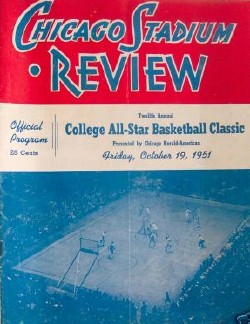 CHICAGO STADIUM
• REVIEW
Official
Program
25 Cents
Twelfth Annual
College All-Star Basketball Classic
Presented by Chicago Herald-American
Friday, October 19, 1951